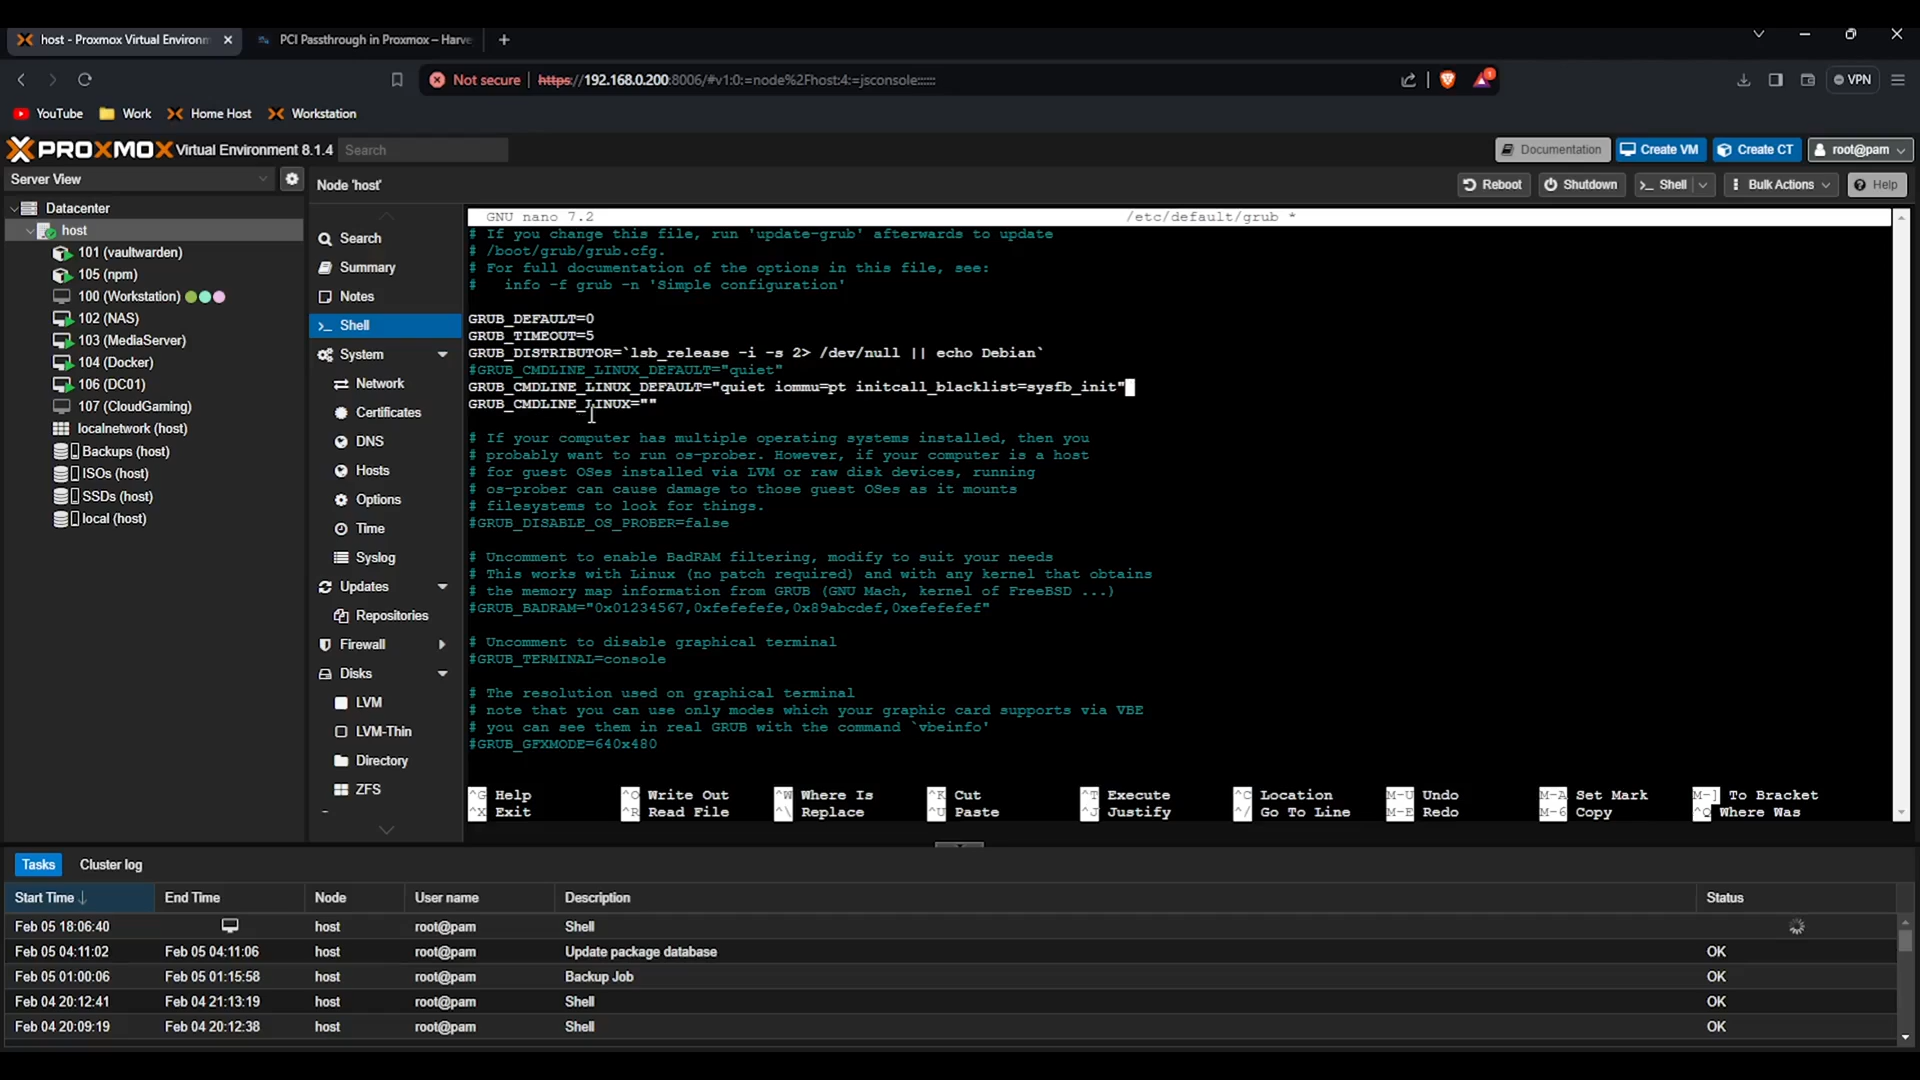 host - Proxmox Virtual Environm
PCI Passthrough in Proxmox – Harve
Not secure https://192.168.0.200:8006/#v1:0:=node%2Fhost:4:=jsconsole::::::
1
VPN
YouTube Work Home Host Workstation
PROXMOX Virtual Environment 8.1.4 Search
Documentation Create VM Create CT root@pam
Server View
Node 'host'
Reboot Shutdown Shell Bulk Actions Help
Datacenter
host
101 (vaultwarden)
105 (npm)
100 (Workstation)
102 (NAS)
103 (MediaServer)
104 (Docker)
106 (DC01)
107 (CloudGaming)
localnetwork (host)
Backups (host)
ISOs (host)
SSDs (host)
local (host)
Search
Summary
Notes
Shell
System
Network
Certificates
DNS
Hosts
Options
Time
Syslog
Updates
Repositories
Firewall
Disks
LVM
LVM-Thin
Directory
ZFS
GNU nano 7.2 /etc/default/grub *
# If you change this file, run 'update-grub' afterwards to update
# /boot/grub/grub.cfg.
# For full documentation of the options in this file, see:
#   info -f grub -n 'Simple configuration'
GRUB_DEFAULT=0
GRUB_TIMEOUT=5
GRUB_DISTRIBUTOR=`lsb_release -i -s 2> /dev/null || echo Debian`
#GRUB_CMDLINE_LINUX_DEFAULT="quiet"
GRUB_CMDLINE_LINUX_DEFAULT="quiet iommu=pt initcall_blacklist=sysfb_init"
GRUB_CMDLINE_LINUX=""
# If your computer has multiple operating systems installed, then you
# probably want to run os-prober. However, if your computer is a host
# for guest OSes installed via LVM or raw disk devices, running
# os-prober can cause damage to those guest OSes as it mounts
# filesystems to look for things.
#GRUB_DISABLE_OS_PROBER=false
# Uncomment to enable BadRAM filtering, modify to suit your needs
# This works with Linux (no patch required) and with any kernel that obtains
# the memory map information from GRUB (GNU Mach, kernel of FreeBSD ...)
#GRUB_BADRAM="0x01234567,0xfefefefe,0x89abcdef,0xefefefef"
# Uncomment to disable graphical terminal
#GRUB_TERMINAL=console
# The resolution used on graphical terminal
# note that you can use only modes which your graphic card supports via VBE
# you can see them in real GRUB with the command `vbeinfo'
#GRUB_GFXMODE=640x480
^G Help ^O Write Out ^W Where Is ^K Cut ^T Execute ^C Location M-U Undo M-A Set Mark M-] To Bracket
^X Exit ^R Read File ^\ Replace ^U Paste ^J Justify ^/ Go To Line M-E Redo M-6 Copy ^Q Where Was
Tasks Cluster log
Start Time End Time Node User name Description Status
Feb 05 18:06:40 host root@pam Shell
Feb 05 04:11:02 Feb 05 04:11:06 host root@pam Update package database OK
Feb 05 01:00:06 Feb 05 01:15:58 host root@pam Backup Job OK
Feb 04 20:12:41 Feb 04 21:13:19 host root@pam Shell OK
Feb 04 20:09:19 Feb 04 20:12:38 host root@pam Shell OK